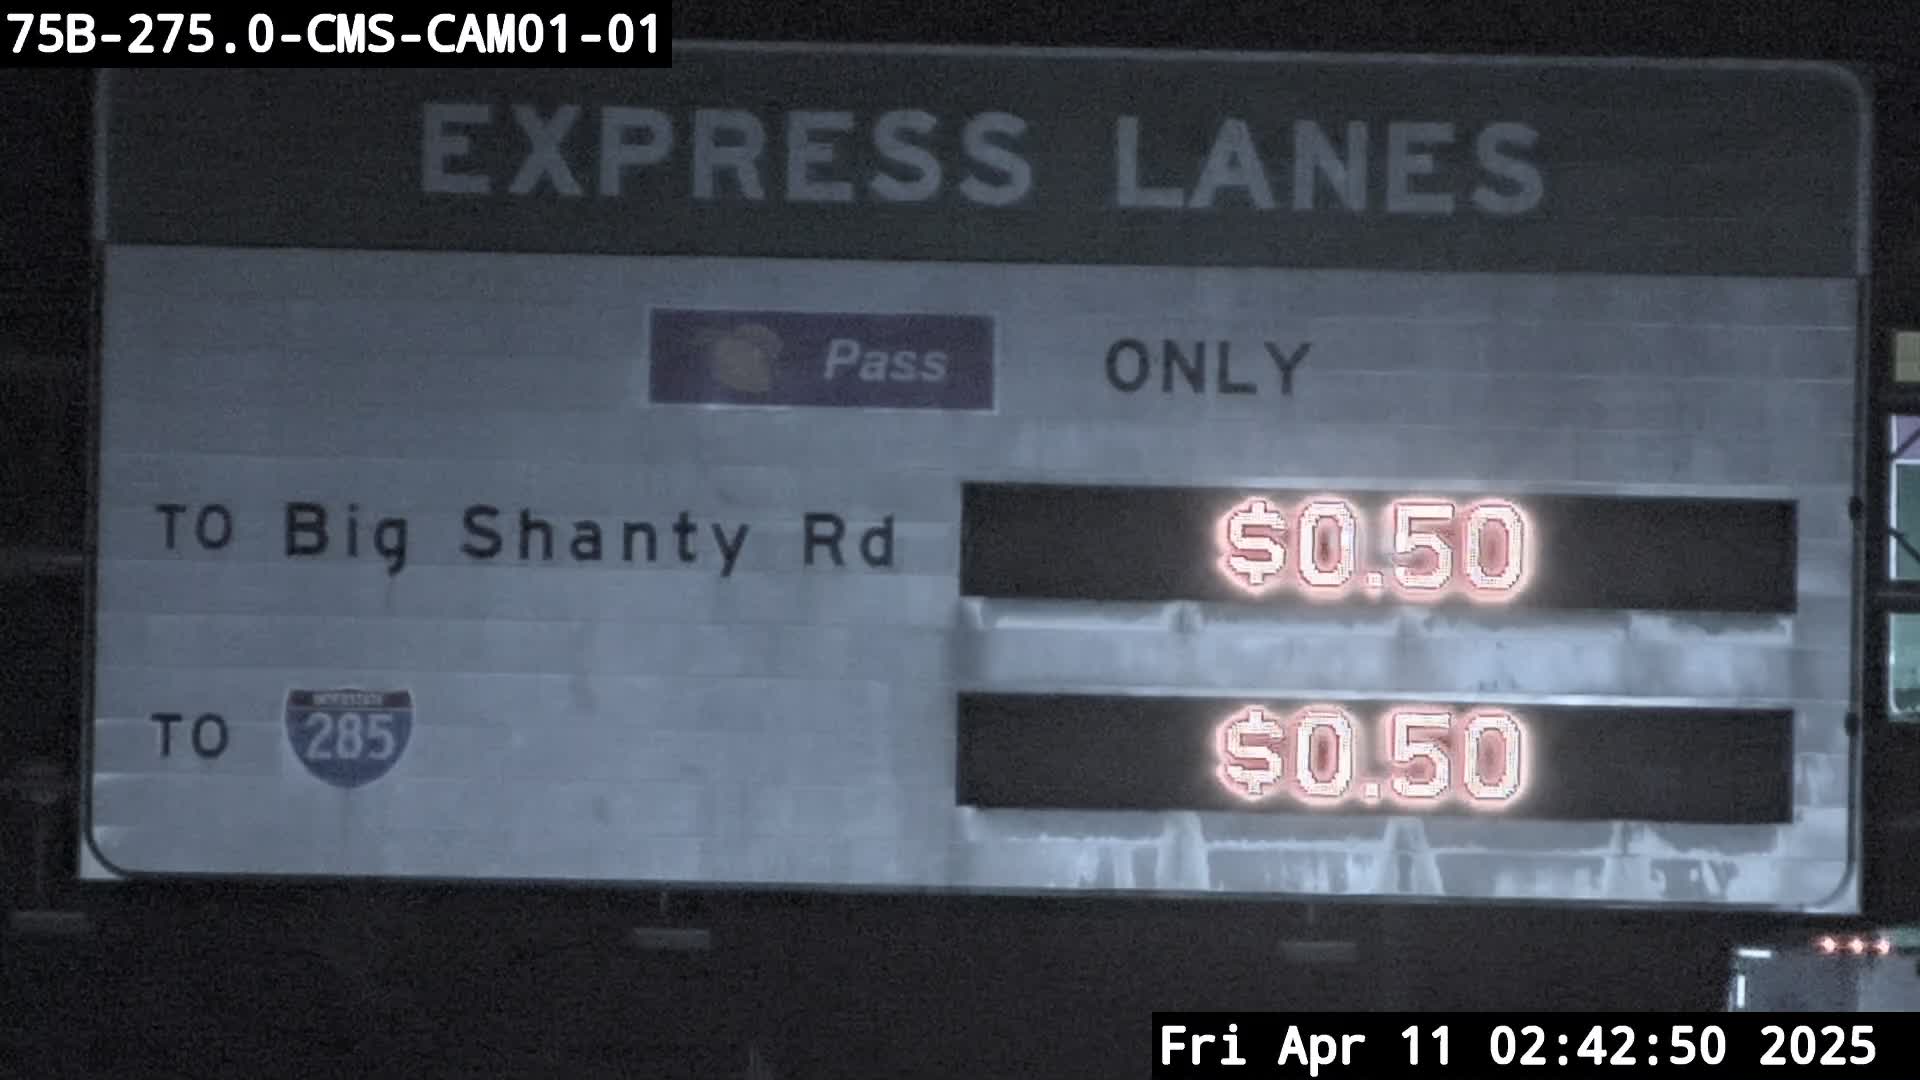 75B-275.0-CMS-CAM01-01
EXPRESS LANES
Pass ONLY
TO Big Shanty Rd $0.50
TO INTERSTATE 285 $0.50
Fri Apr 11 02:42:50 2025